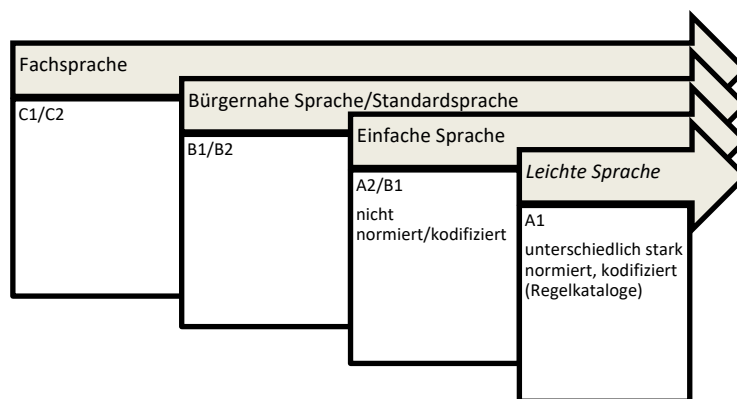 Fachsprache
C1/C2
Bürgernahe Sprache/Standardsprache
B1/B2
Einfache Sprache
A2/B1
nicht
normiert/kodifiziert
Leichte Sprache
A1
unterschiedlich stark
normiert, kodifiziert
(Regelkataloge)